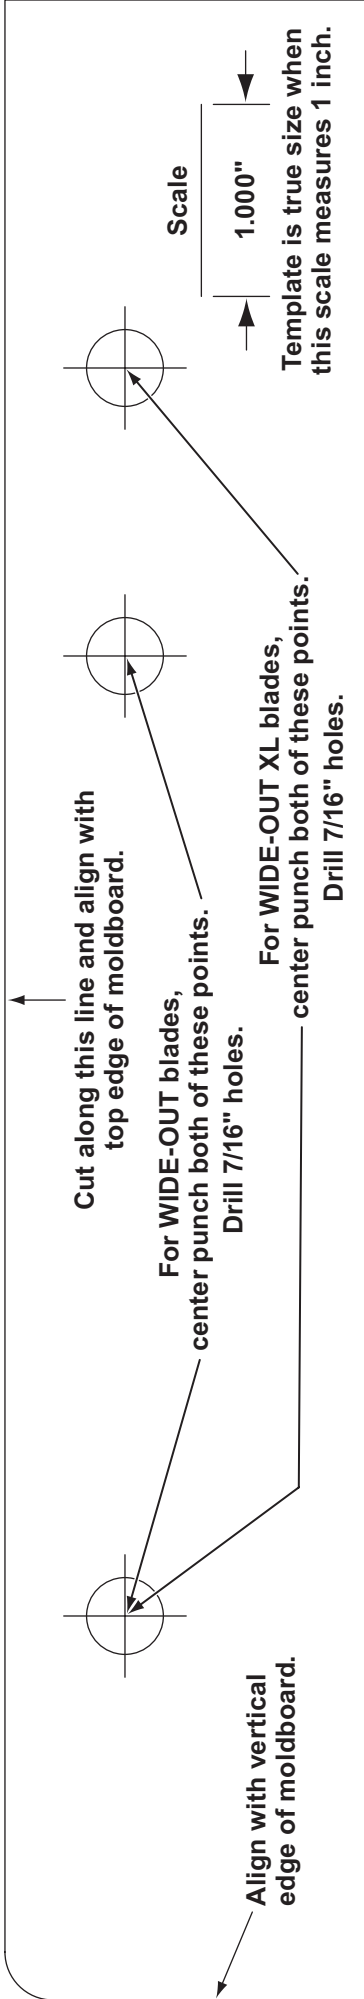 Align with vertical
edge of moldboard.
Cut along this line and align with
top edge of moldboard.
For WIDE-OUT blades,
center punch both of these points.
Drill 7/16" holes.
For WIDE-OUT XL blades,
center punch both of these points.
Drill 7/16" holes.
Scale
1.000"
Template is true size when
this scale measures 1 inch.